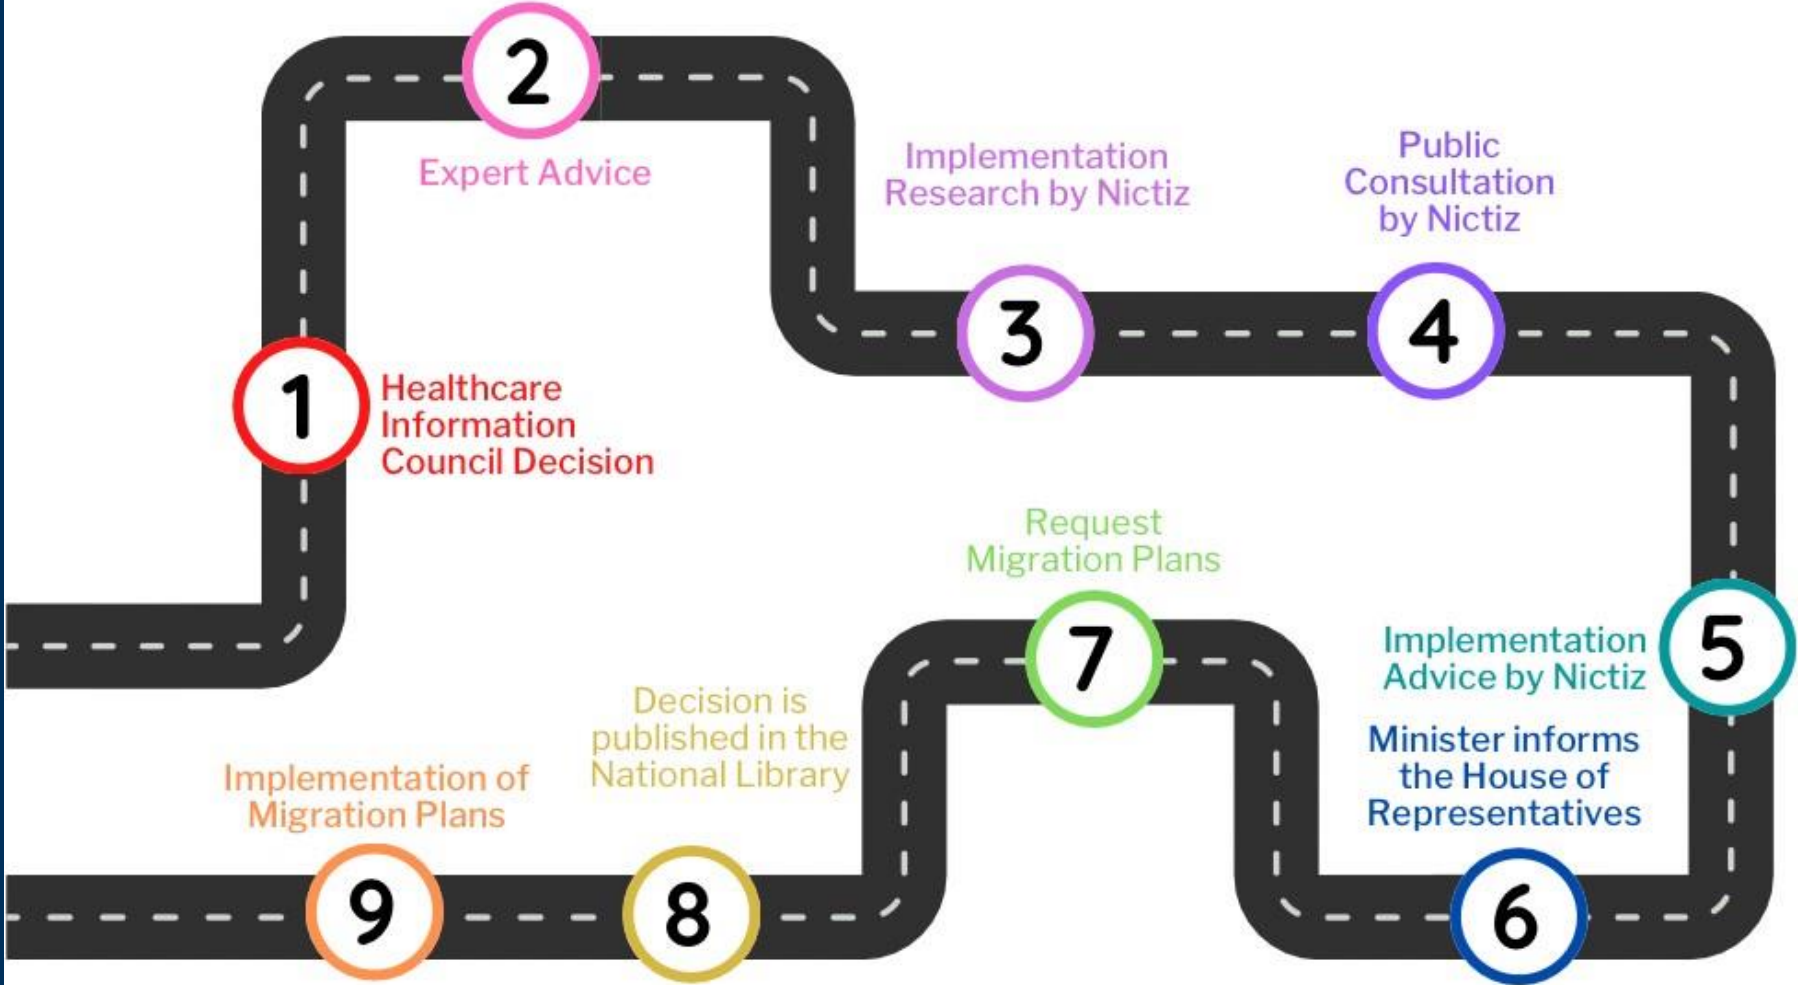 1
Healthcare
Information
Council Decision
2
Expert Advice
Implementation
Research by Nictiz
3
Public
Consultation
by Nictiz
4
Implementation
Advice by Nictiz
5
Minister informs
the House of
Representatives
6
Request
Migration Plans
7
Decision is
published in the
National Library
8
Implementation of
Migration Plans
9